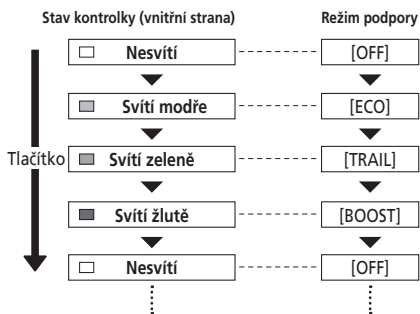 Stav kontrolky (vnitřní strana) Režim podpory
Nesvítí [OFF]
Svítí modře [ECO]
Tlačítko Svítí zeleně [TRAIL]
Svítí žlutě [BOOST]
Nesvítí [OFF]